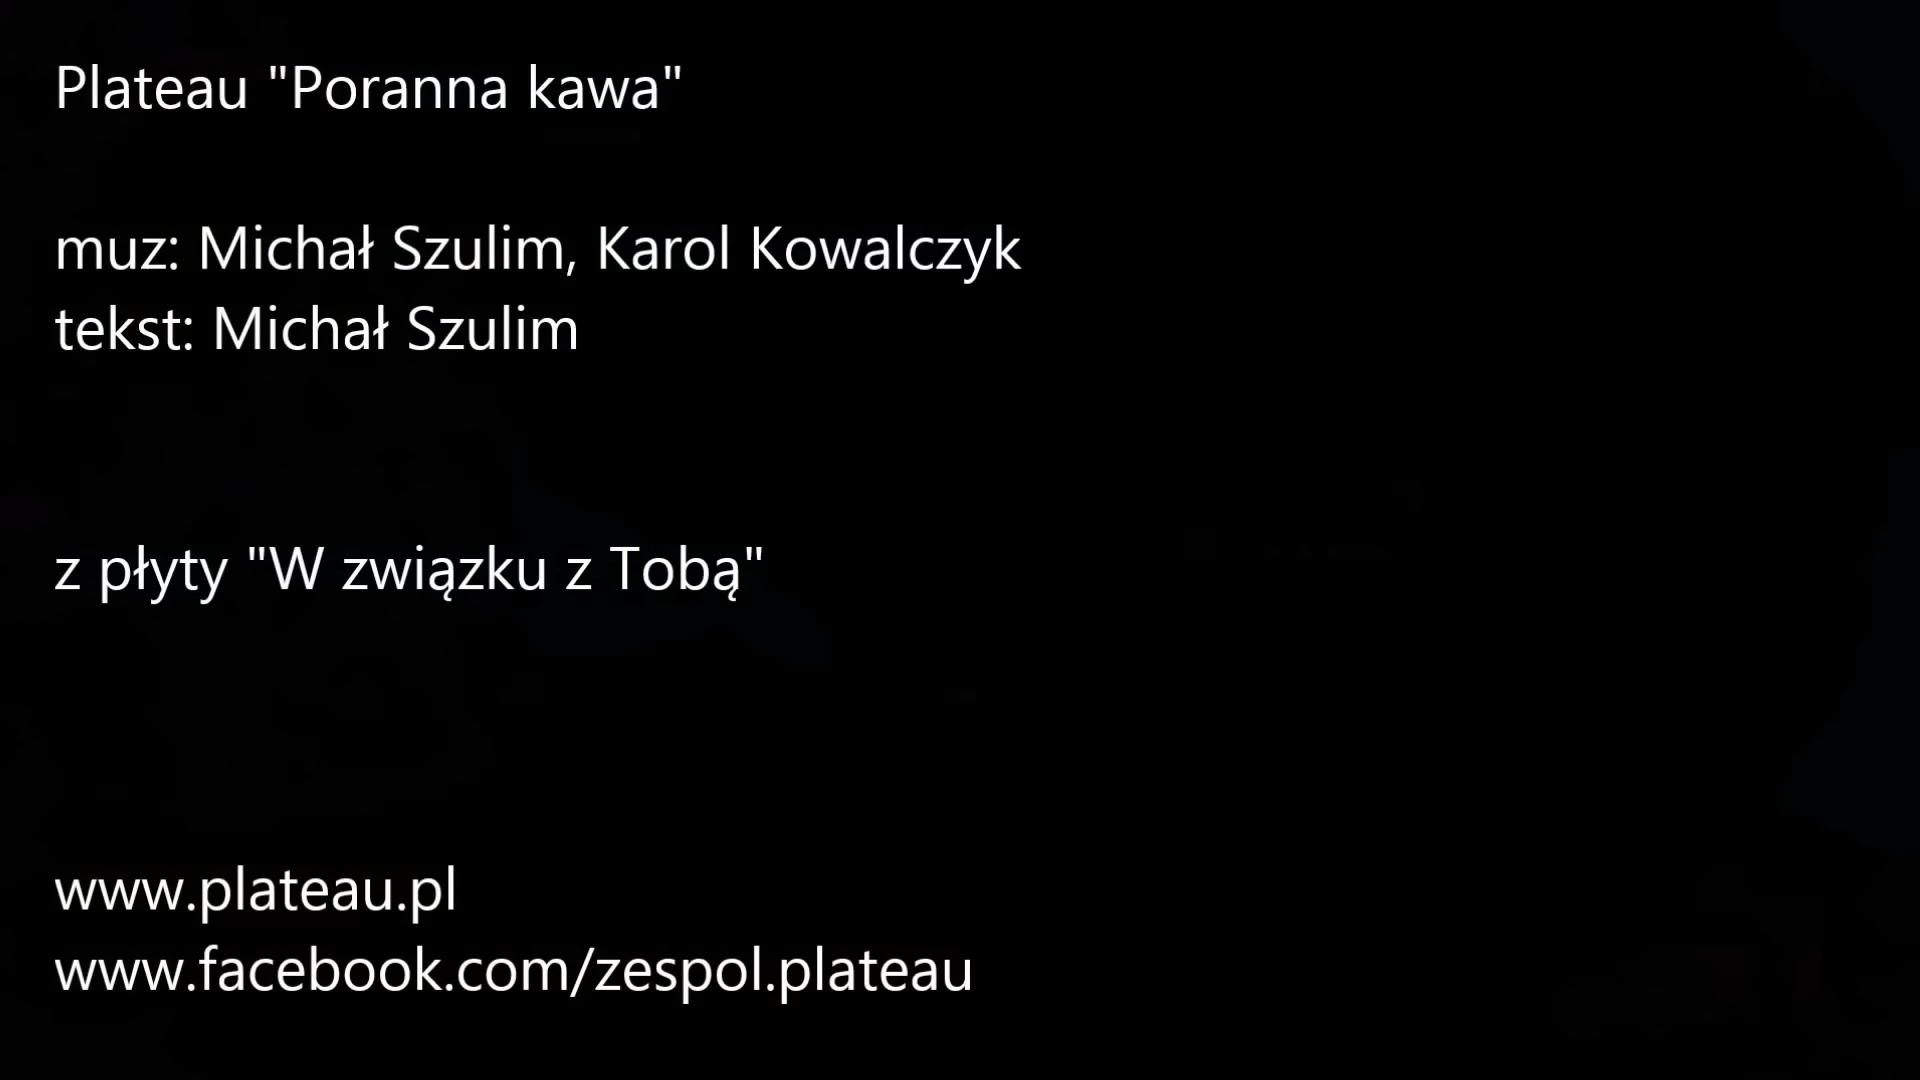 Plateau "Poranna kawa"
muz: Michał Szulim, Karol Kowalczyk
tekst: Michał Szulim
z płyty "W związku z Tobą"
www.plateau.pl
www.facebook.com/zespol.plateau